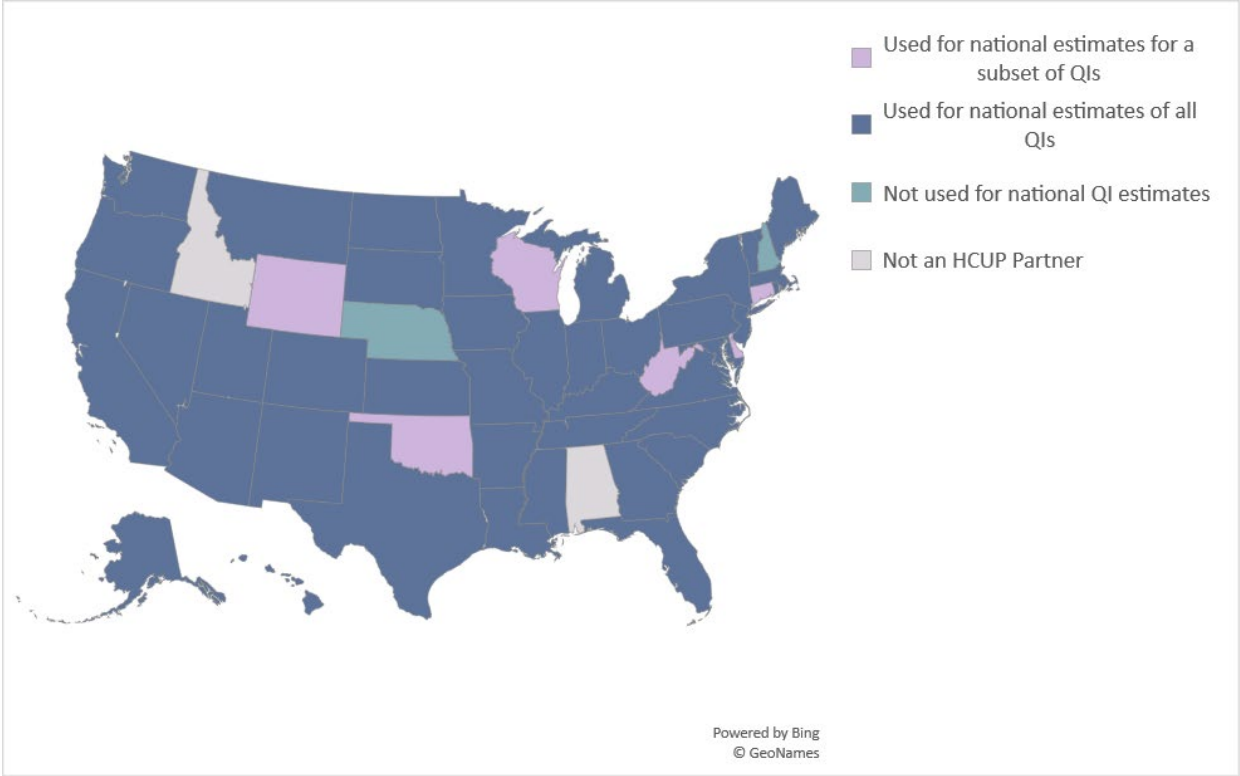 Used for national estimates for a
subset of QIs
Used for national estimates of all
QIs
Not used for national QI estimates
Not an HCUP Partner
Powered by Bing
© GeoNames